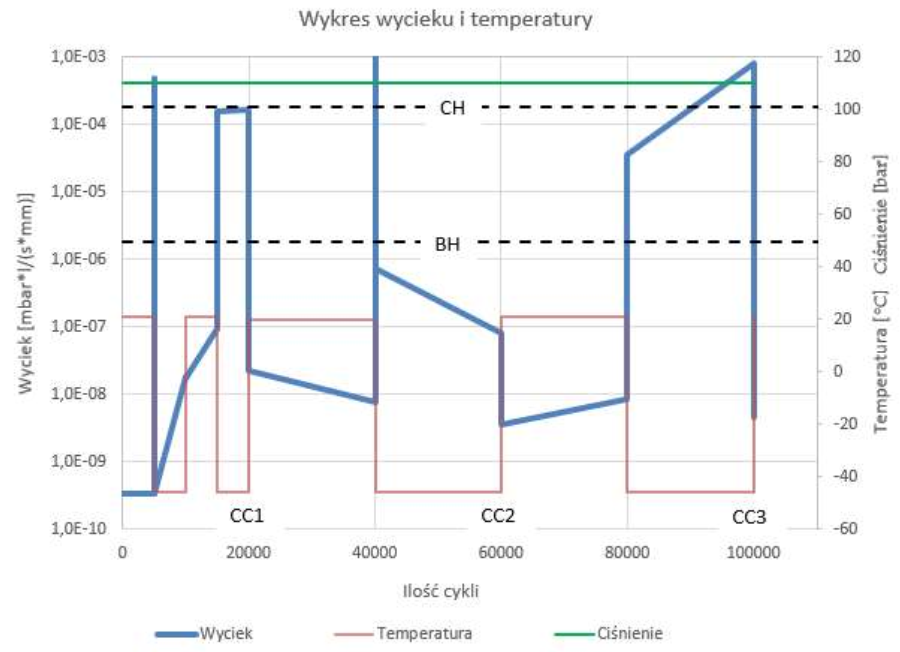 Wykres wycieku i temperatury
Wyciek [mbar*l/(s*mm)]
1,0E-03
1,0E-04
1,0E-05
1,0E-06
1,0E-07
1,0E-08
1,0E-09
1,0E-10
CH
BH
CC1
CC2
CC3
120
100
80
60
40
20
0
-20
-40
-60
Temperatura [°C] Ciśnienie [bar]
0 20000 40000 60000 80000 100000
Ilość cykli
Wyciek Temperatura Ciśnienie